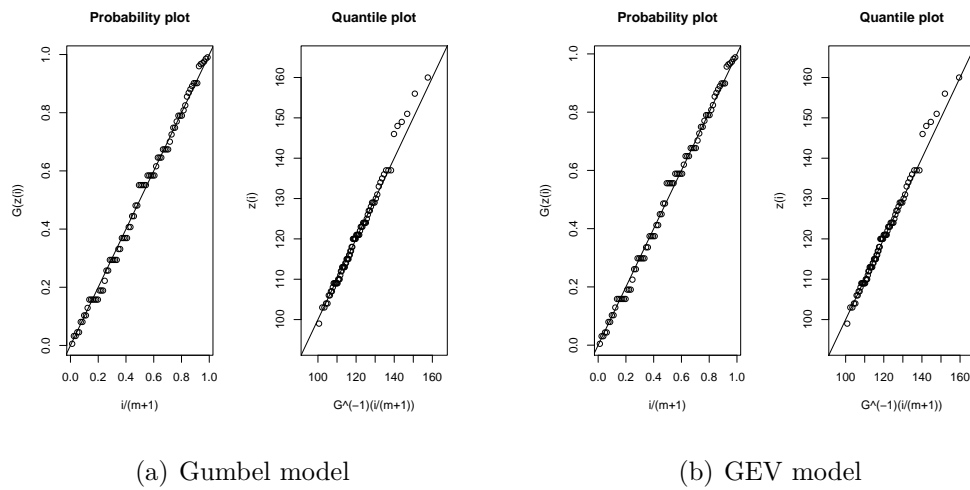 Probability plot
G(z(i))
0.0 0.2 0.4 0.6 0.8 1.0
0.0 0.2 0.4 0.6 0.8 1.0
i/(m+1)
Quantile plot
z(i)
100 110 120 130 140 150 160
100 120 140 160
G^(-1)(i/(m+1))
(a) Gumbel model
Probability plot
G(z(i))
0.0 0.2 0.4 0.6 0.8 1.0
0.0 0.2 0.4 0.6 0.8 1.0
i/(m+1)
Quantile plot
z(i)
100 110 120 130 140 150 160
100 120 140 160
G^(-1)(i/(m+1))
(b) GEV model